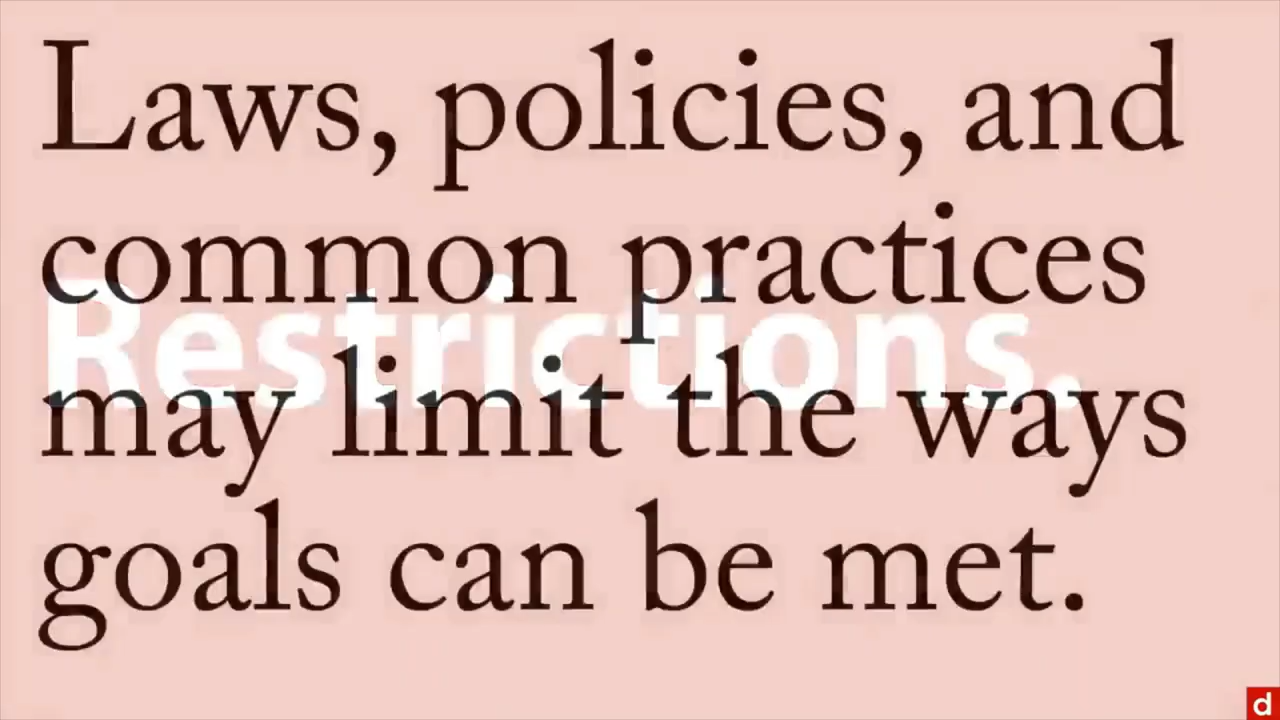 Laws, policies, and
common practices
Restrictions.
may limit the ways
goals can be met.
d